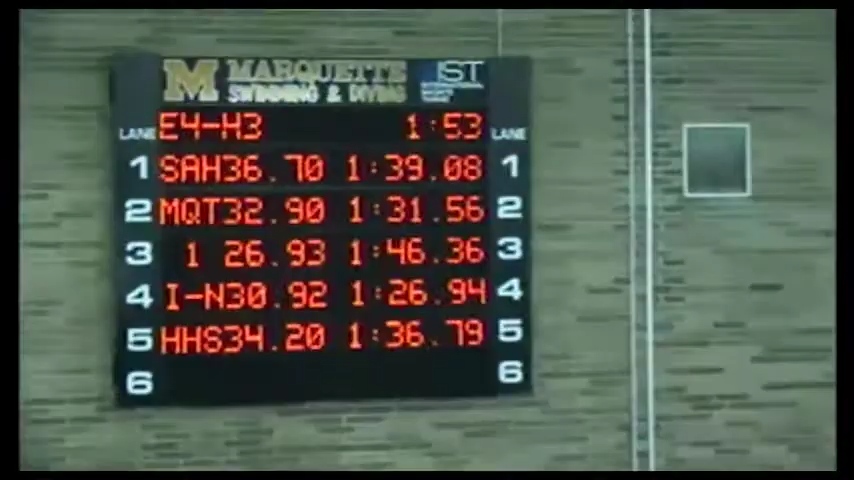 M MARQUETTE IST
SWIMMING & DIVING
LANE E4-H3 1:53 LANE
1 SAH36.70 1:39.08 1
2 MQT32.90 1:31.56 2
3 1 26.93 1:46.36 3
4 I-N30.92 1:26.94 4
5 HHS34.20 1:36.79 5
6 6